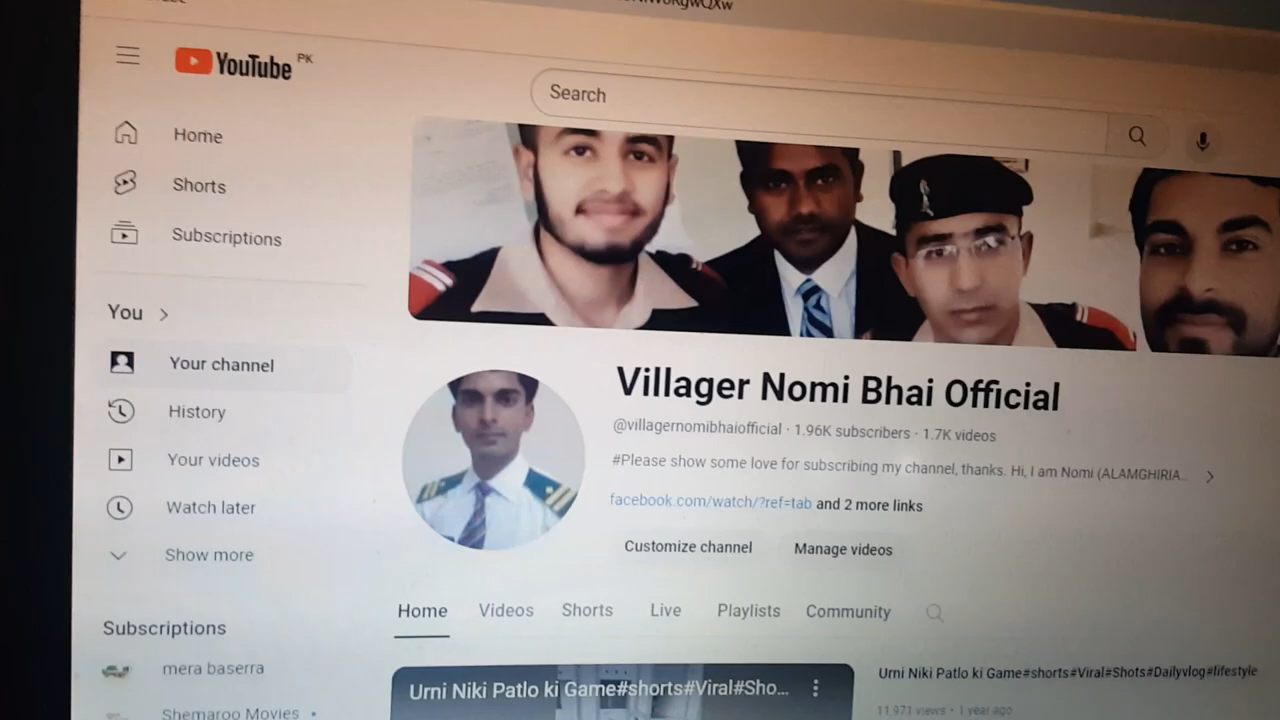 YouTube PK
Search
Home
Shorts
Subscriptions
You
Your channel
History
Your videos
Watch later
Show more
Subscriptions
mera baserra
Shemaroo Movies
Villager Nomi Bhai Official
@villagernomibhaiofficial · 1.96K subscribers · 1.7K videos
#Please show some love for subscribing my channel, thanks. Hi, I am Nomi (ALAMGHIRIA...
facebook.com/watch/?ref=tab and 2 more links
Customize channel Manage videos
Home Videos Shorts Live Playlists Community
Urni Niki Patlo ki Game#shorts#Viral#Sho...
Urni Niki Patlo ki Game#shorts#Viral#Shots#Dailyvlog#lifestyle
11,971 views · 1 year ago